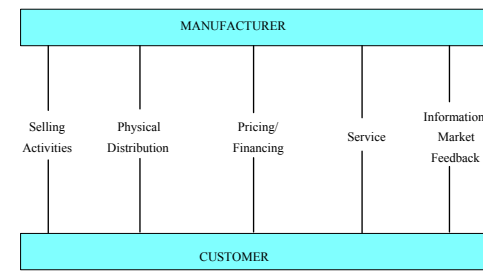 MANUFACTURER
Selling
Activities
Physical
Distribution
Pricing/
Financing
Service
Information
Market
Feedback
CUSTOMER